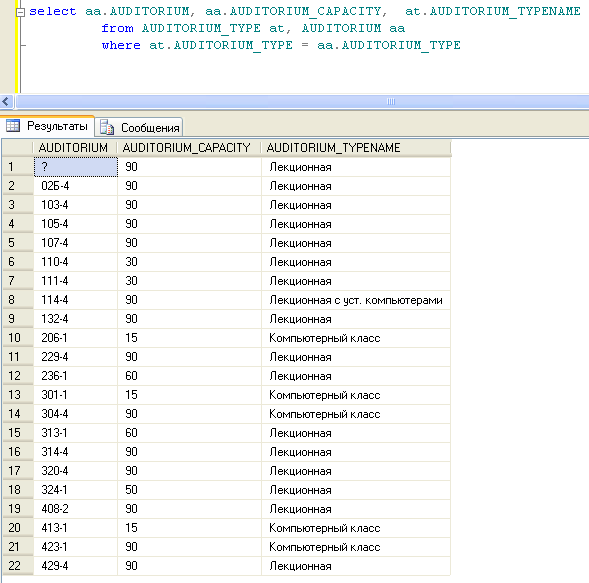 select aa.AUDITORIUM, aa.AUDITORIUM_CAPACITY,  at.AUDITORIUM_TYPENAME
from AUDITORIUM_TYPE at, AUDITORIUM aa
where at.AUDITORIUM_TYPE = aa.AUDITORIUM_TYPE
Результаты Сообщения
AUDITORIUM AUDITORIUM_CAPACITY AUDITORIUM_TYPENAME
1 ? 90 Лекционная
2 02Б-4 90 Лекционная
3 103-4 90 Лекционная
4 105-4 90 Лекционная
5 107-4 90 Лекционная
6 110-4 30 Лекционная
7 111-4 30 Лекционная
8 114-4 90 Лекционная с уст. компьютерами
9 132-4 90 Лекционная
10 206-1 15 Компьютерный класс
11 229-4 90 Лекционная
12 236-1 60 Лекционная
13 301-1 15 Компьютерный класс
14 304-4 90 Компьютерный класс
15 313-1 60 Лекционная
16 314-4 90 Лекционная
17 320-4 90 Лекционная
18 324-1 50 Лекционная
19 408-2 90 Лекционная
20 413-1 15 Компьютерный класс
21 423-1 90 Компьютерный класс
22 429-4 90 Лекционная